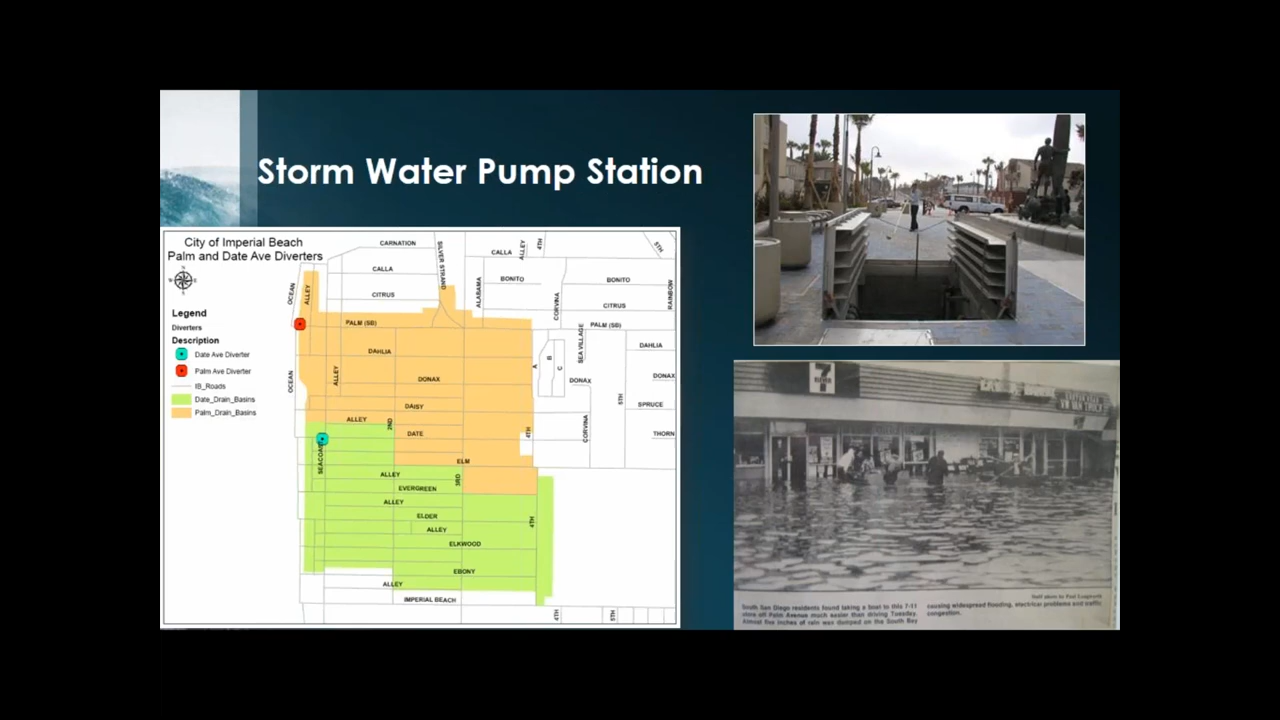 Storm Water Pump Station
City of Imperial Beach
Palm and Date Ave Diverters
N
Legend
Diverters
Description
Date Ave Diverter
Palm Ave Diverter
IB_Roads
Date_Drain_Basins
Palm_Drain_Basins
CARNATION
SILVER STRAND
CALLA
ALLEY
4TH
5TH
CALLA
BONITO
BONITO
OCEAN
ALLEY
CITRUS
ALABAMA
CORVINA
CITRUS
RAINBOW
PALM (SB)
PALM (SB)
SEA VILLAGE
DAHLIA
DAHLIA
A
B
C
OCEAN
ALLEY
DONAX
DONAX
DONAX
5TH
DAISY
SPRUCE
ALLEY
2ND
DATE
4TH
CORVINA
THORN
SEACOAST
ELM
ALLEY
3RD
EVERGREEN
ALLEY
ELDER
4TH
ALLEY
ELKWOOD
EBONY
ALLEY
IMPERIAL BEACH
4TH
5TH
7
ELEVEN
South San Diego residents found taking a boat to this 7-11
store off Palm Avenue much easier than driving Tuesday.
Almost five inches of rain was dumped on the South Bay
causing widespread flooding, electrical problems and traffic
congestion.